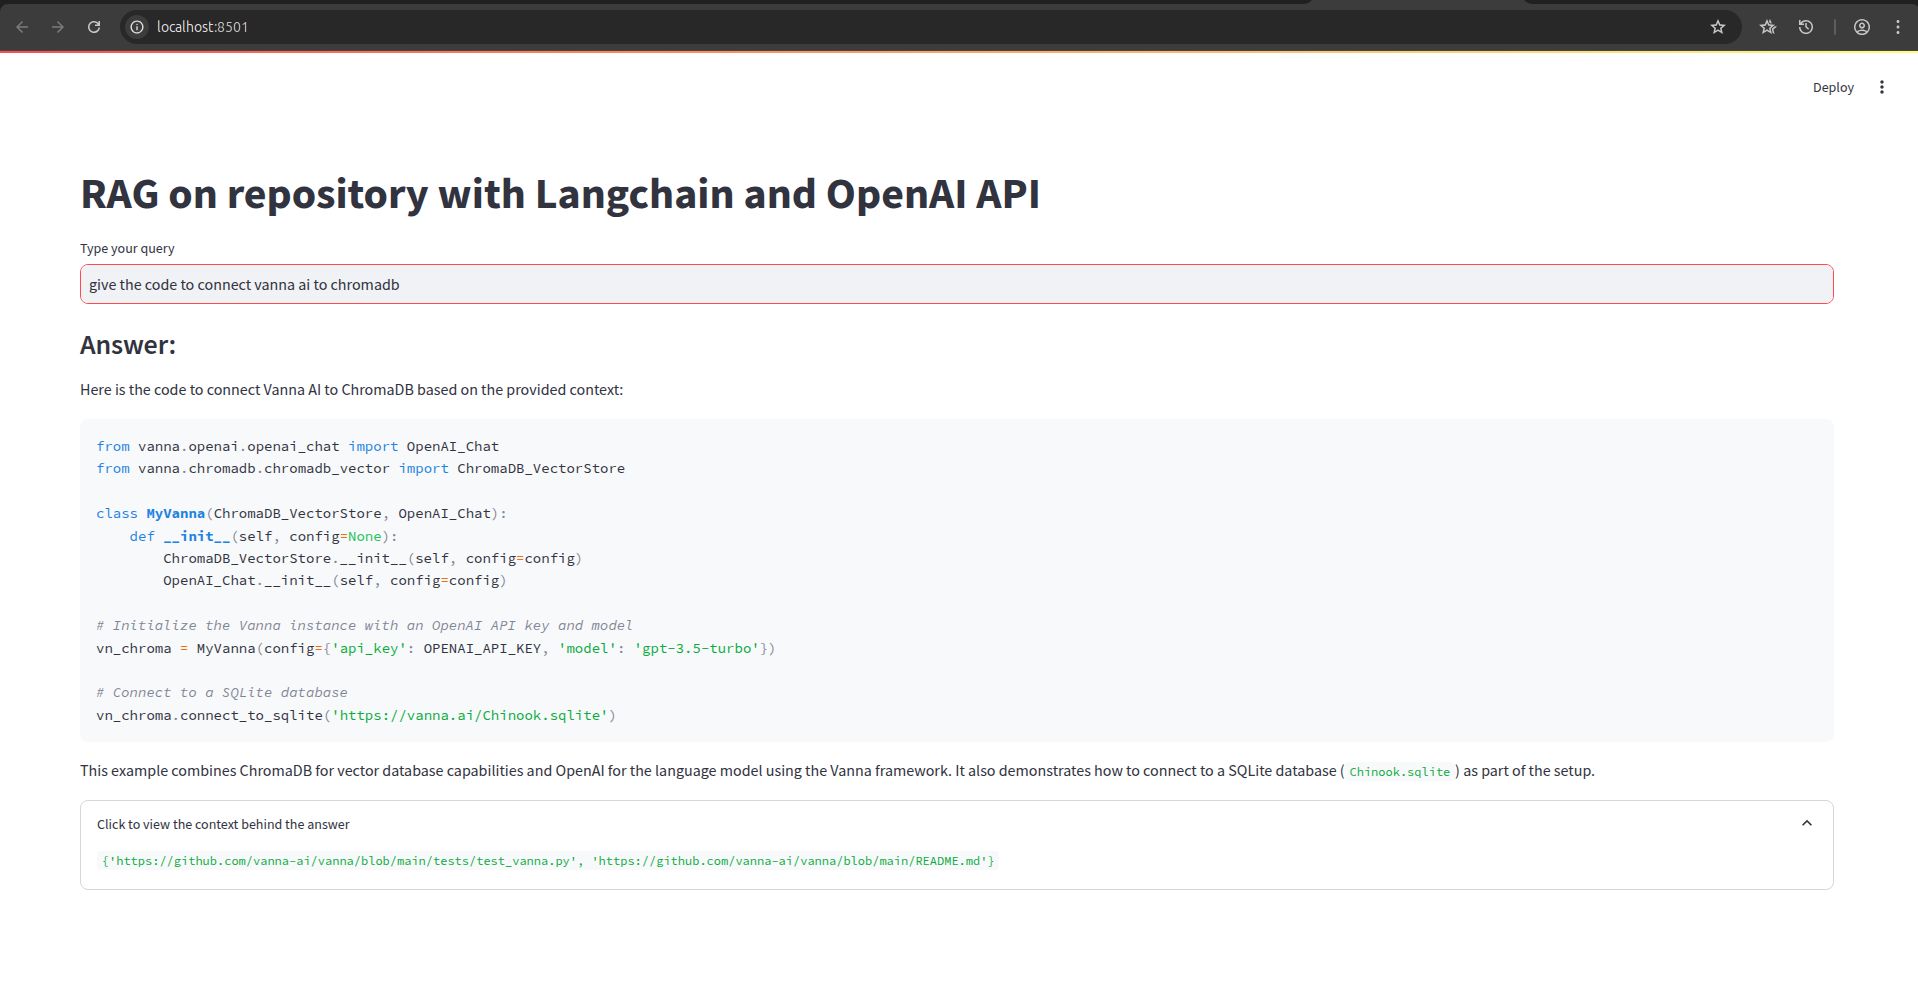 localhost:8501
Deploy
RAG on repository with Langchain and OpenAI API
Type your query
give the code to connect vanna ai to chromadb
Answer:
Here is the code to connect Vanna AI to ChromaDB based on the provided context:
from vanna.openai.openai_chat import OpenAI_Chat
from vanna.chromadb.chromadb_vector import ChromaDB_VectorStore
class MyVanna(ChromaDB_VectorStore, OpenAI_Chat):
    def __init__(self, config=None):
        ChromaDB_VectorStore.__init__(self, config=config)
        OpenAI_Chat.__init__(self, config=config)
# Initialize the Vanna instance with an OpenAI API key and model
vn_chroma = MyVanna(config={'api_key': OPENAI_API_KEY, 'model': 'gpt-3.5-turbo'})
# Connect to a SQLite database
vn_chroma.connect_to_sqlite('https://vanna.ai/Chinook.sqlite')
This example combines ChromaDB for vector database capabilities and OpenAI for the language model using the Vanna framework. It also demonstrates how to connect to a SQLite database ( Chinook.sqlite ) as part of the setup.
Click to view the context behind the answer
{'https://github.com/vanna-ai/vanna/blob/main/tests/test_vanna.py', 'https://github.com/vanna-ai/vanna/blob/main/README.md'}